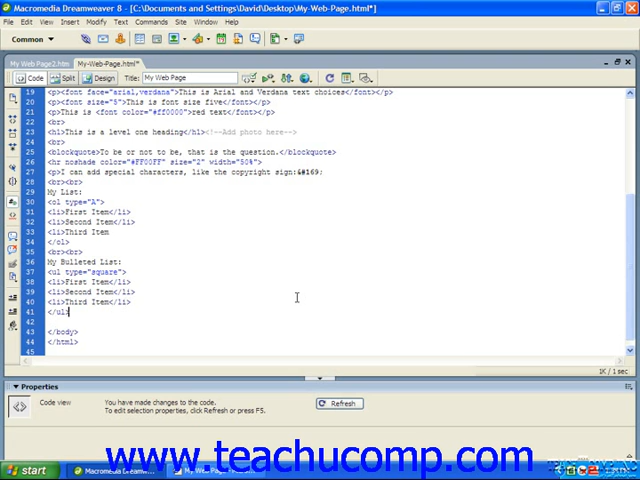 Macromedia Dreamweaver 8 - [C:\Documents and Settings\David\Desktop\My-Web-Page.html*]
File Edit View Insert Modify Text Commands Site Window Help
Common
My Web Page2.htm My-Web-Page.html*
Code Split Design Title: My Web Page
19 <p><font face="arial,verdana">This is Arial and Verdana text choices</font></p>
20 <p><font size="5">This is font size five</font></p>
21 <p>This is <font color="#ff0000">red text</font></p>
22 <br>
23 <h1>This is a level one heading</h1><!--Add photo here-->
24 <br>
25 <blockquote>To be or not to be, that is the question.</blockquote>
26 <hr noshade color="#FF00FF" size="2" width="50%">
27 <p>I can add special characters, like the copyright sign:&#169;
28 <br><br>
29 My List:
30 <ol type="A">
31 <li>First Item</li>
32 <li>Second Item</li>
33 <li>Third Item
34 </ol>
35 <br><br>
36 My Bulleted List:
37 <ul type="square">
38 <li>First Item</li>
39 <li>Second Item</li>
40 <li>Third Item</li>
41 </ul>
42
43 </body>
44 </html>
45
1K / 1 sec
Properties
Code view
You have made changes to the code.
To edit selection properties, click Refresh or press F5.
Refresh
www.teachucomp.com
start Macromedia Dreamw... My Web Page